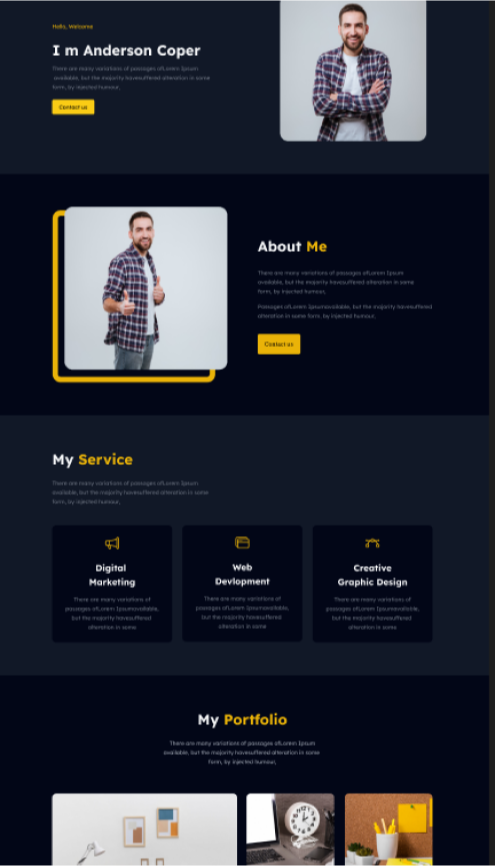 Hello, Welcome
I m Anderson Coper
There are many variations of passages ofLorem Ipsum
available, but the majority havesuffered alteration in some
form, by injected humour,
Contact us
About Me
There are many variations of passages ofLorem Ipsum
available, but the majority havesuffered alteration in some
form, by injected humour,
Passages ofLorem Ipsumavailable, but the majority havesuffered
alteration in some form, by injected humour,
Contact us
My Service
There are many variations of passages ofLorem Ipsum
available, but the majority havesuffered alteration in some
form, by injected humour,
Digital
Marketing
There are many variations of
passages ofLorem Ipsumavailable,
but the majority havesuffered
alteration in some
Web
Devlopment
There are many variations of
passages ofLorem Ipsumavailable,
but the majority havesuffered
alteration in some
Creative
Graphic Design
There are many variations of
passages ofLorem Ipsumavailable,
but the majority havesuffered
alteration in some
My Portfolio
There are many variations of passages ofLorem Ipsum
available, but the majority havesuffered alteration in some
form, by injected humour,